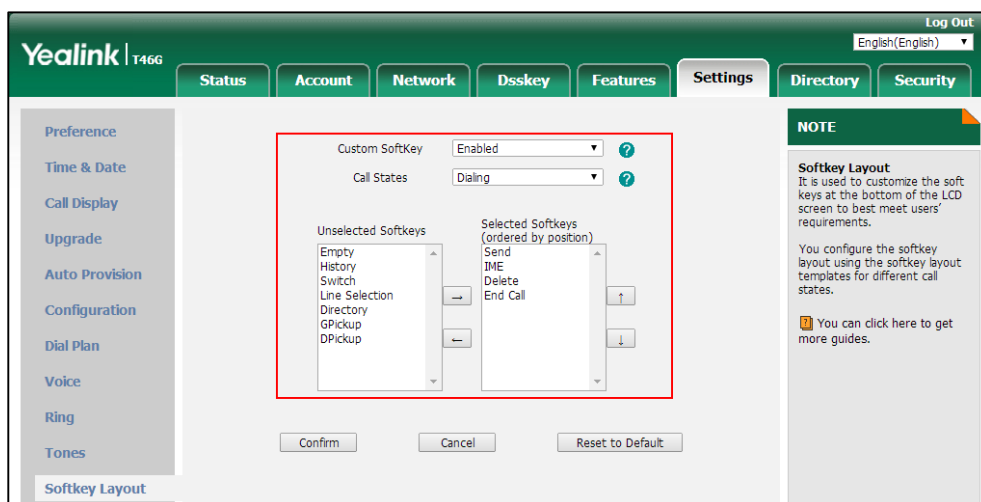 Log Out
Yealink T46G
English(English)
Status Account Network Dsskey Features Settings Directory Security
Preference
Time & Date
Call Display
Upgrade
Auto Provision
Configuration
Dial Plan
Voice
Ring
Tones
Softkey Layout
Custom SoftKey Enabled ?
Call States Dialing ?
Unselected Softkeys
Empty
History
Switch
Line Selection
Directory
GPickup
DPickup
→
←
Selected Softkeys
(ordered by position)
Send
IME
Delete
End Call
↑
↓
Confirm Cancel Reset to Default
NOTE
Softkey Layout
It is used to customize the soft
keys at the bottom of the LCD
screen to best meet users'
requirements.
You configure the softkey
layout using the softkey layout
templates for different call
states.
? You can click here to get
more guides.